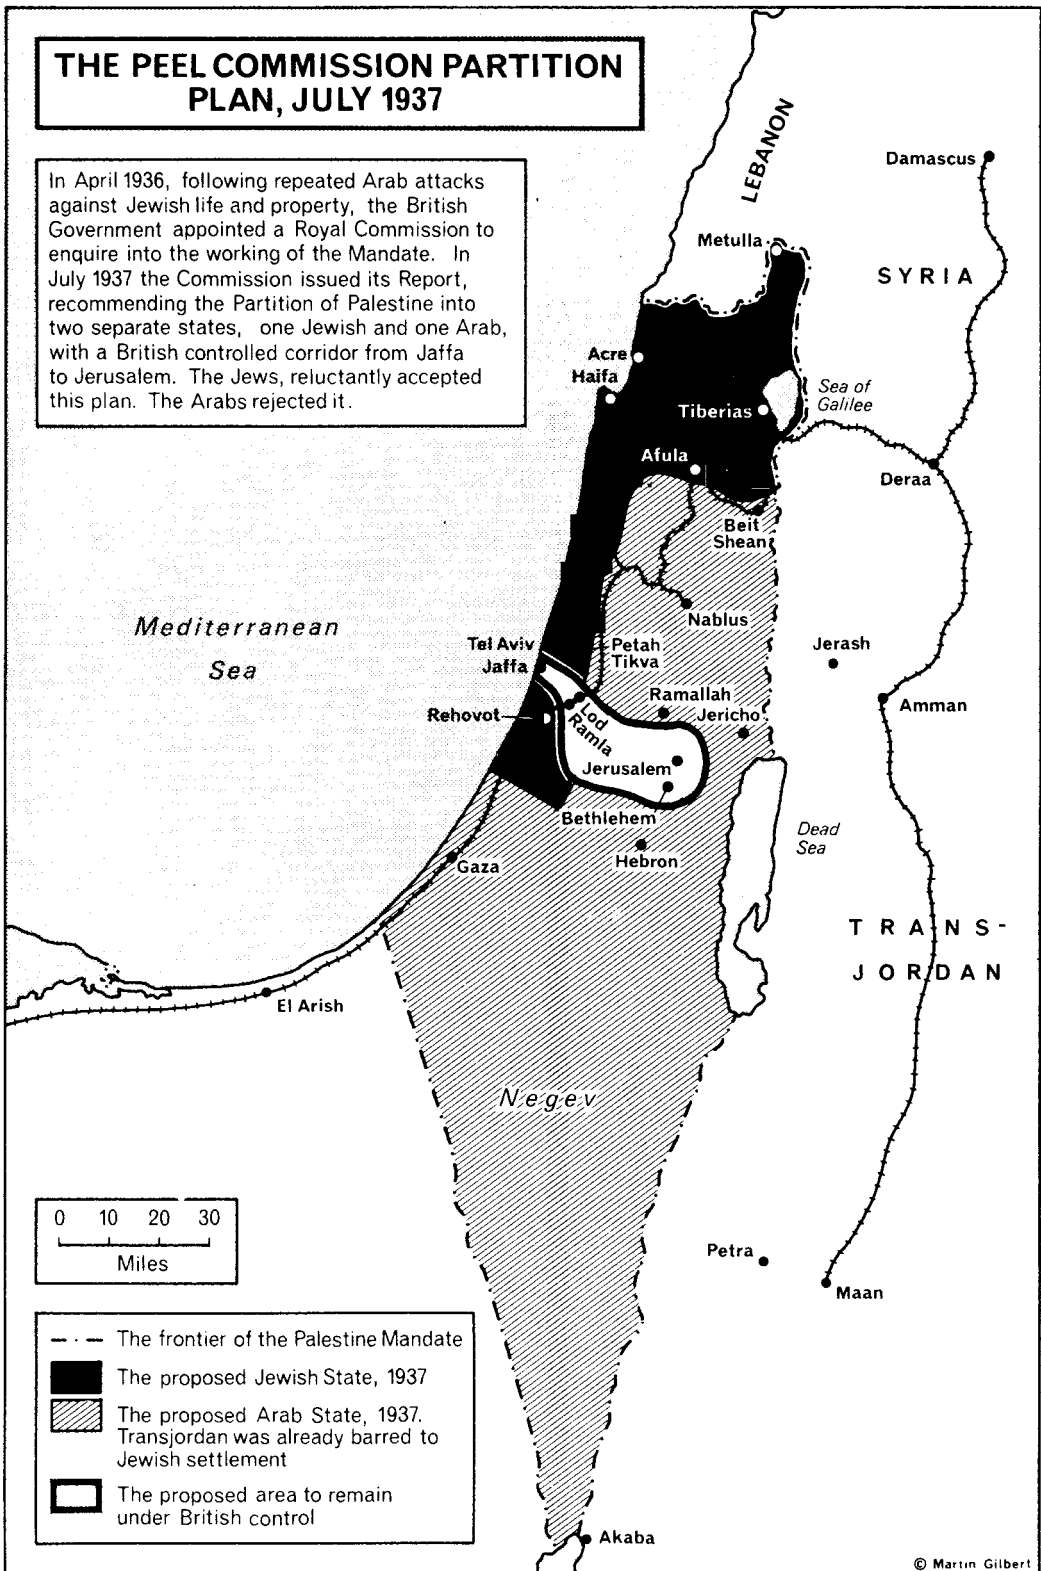 THE PEEL COMMISSION PARTITION
PLAN, JULY 1937
In April 1936, following repeated Arab attacks
against Jewish life and property, the British
Government appointed a Royal Commission to
enquire into the working of the Mandate. In
July 1937 the Commission issued its Report,
recommending the Partition of Palestine into
two separate states, one Jewish and one Arab,
with a British controlled corridor from Jaffa
to Jerusalem. The Jews, reluctantly accepted
this plan. The Arabs rejected it.
LEBANON
Damascus
Metulla
SYRIA
Acre
Haifa
Sea of
Galilee
Tiberias
Afula
Deraa
Beit
Shean
Mediterranean
Sea
Nablus
Tel Aviv
Jaffa
Petah
Tikva
Jerash
Ramallah
Jericho
Amman
Rehovot
Lod
Ramla
Jerusalem
Bethlehem
Dead
Sea
Hebron
Gaza
TRANS-
JORDAN
El Arish
Negev
0 10 20 30
Miles
Petra
Maan
The frontier of the Palestine Mandate
The proposed Jewish State, 1937
The proposed Arab State, 1937.
Transjordan was already barred to
Jewish settlement
The proposed area to remain
under British control
Akaba
© Martin Gilbert